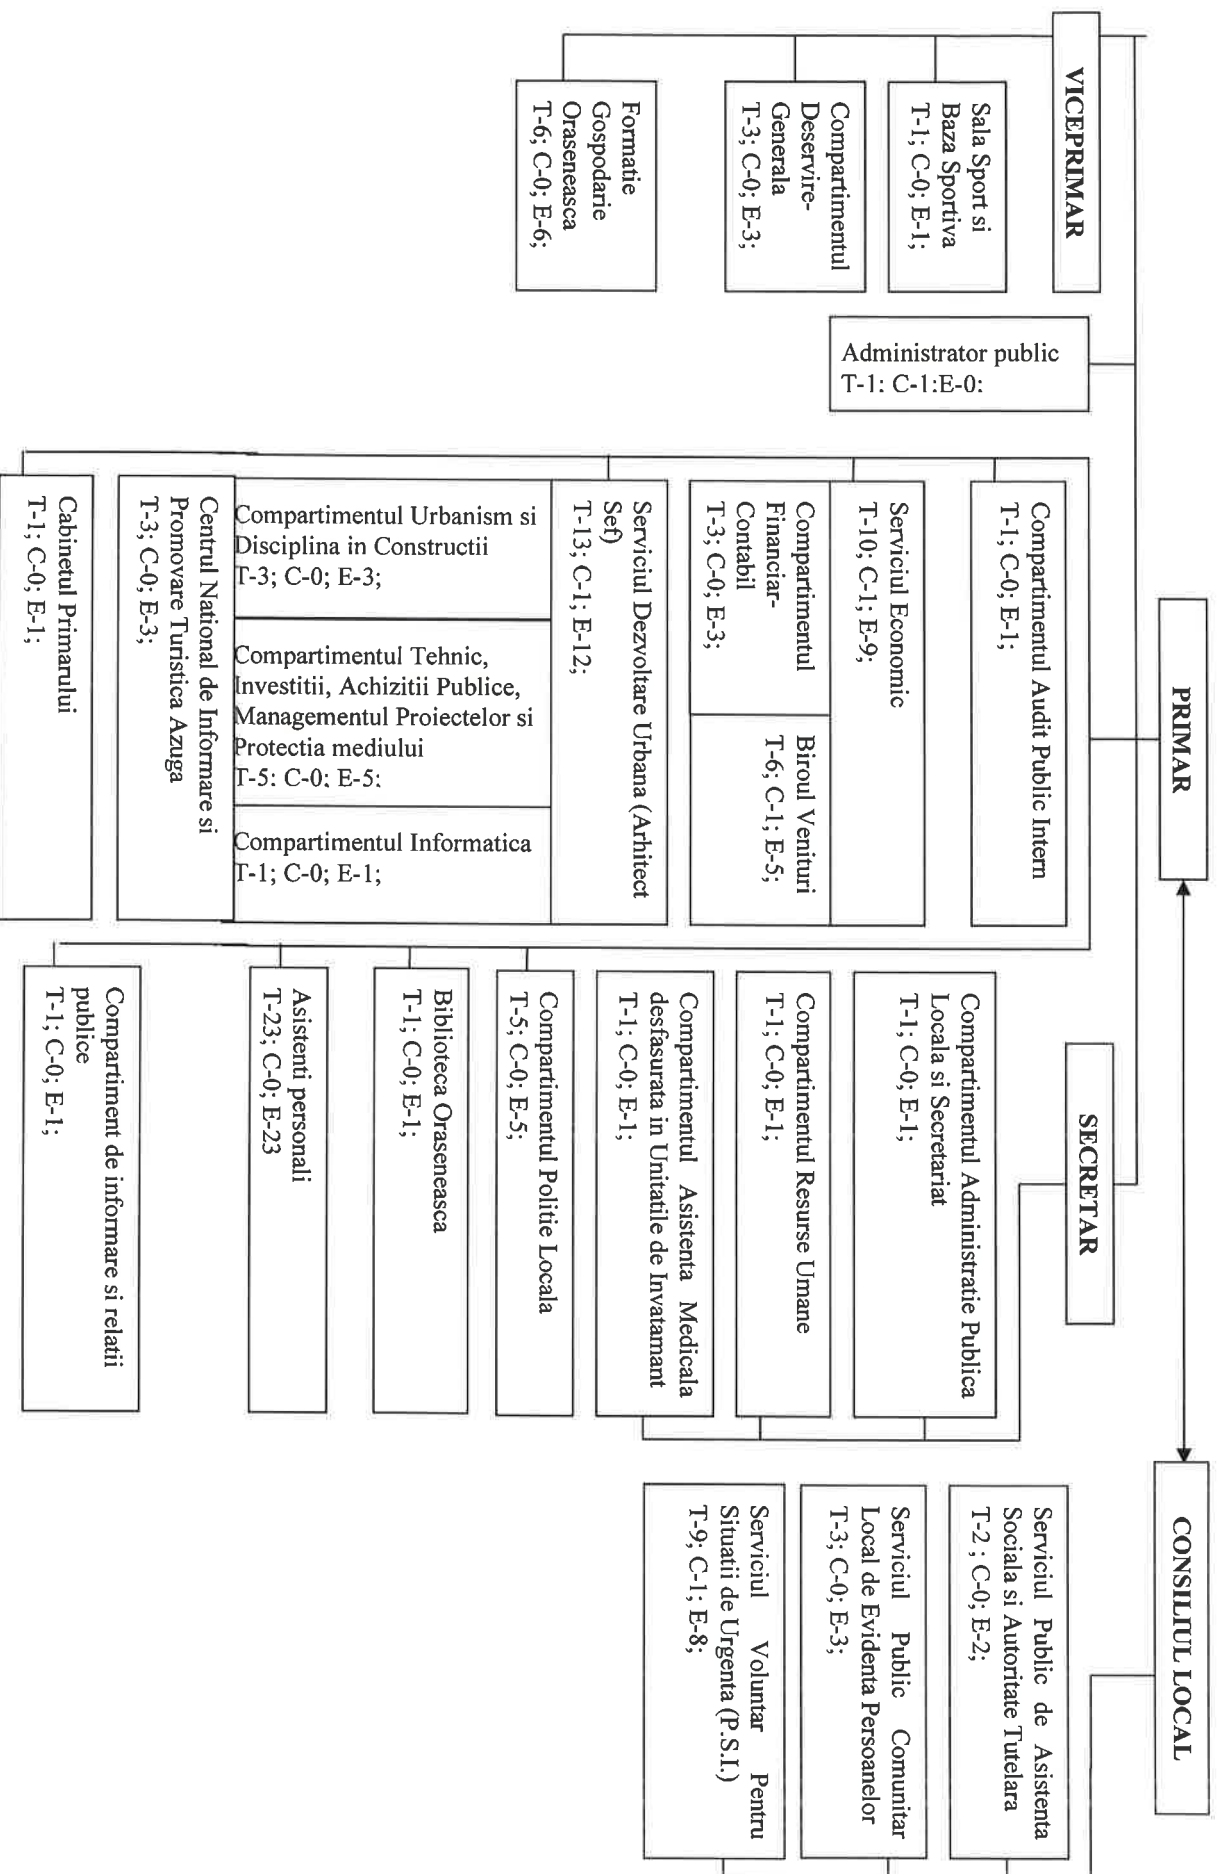 PRIMAR
CONSILIUL LOCAL
VICEPRIMAR
SECRETAR
Sala Sport si
Baza Sportiva
T-1; C-0; E-1;
Compartimentul
Deservire-
Generala
T-3; C-0; E-3;
Formatie
Gospodarie
Oraseneasca
T-6; C-0; E-6;
Administrator public
T-1: C-1:E-0:
Compartimentul Audit Public Intern
T-1; C-0; E-1;
Serviciul Economic
T-10; C-1; E-9;
Compartimentul
Financiar-
Contabil
T-3; C-0; E-3;
Biroul Venituri
T-6; C-1; E-5;
Serviciul Dezvoltare Urbana (Arhitect
Sef)
T-13; C-1; E-12;
Compartimentul Urbanism si
Disciplina in Constructii
T-3; C-0; E-3;
Compartimentul Tehnic,
Investitii, Achizitii Publice,
Managementul Proiectelor si
Protectia mediului
T-5: C-0: E-5:
Compartimentul Informatica
T-1; C-0; E-1;
Centrul National de Informare si
Promovare Turistica Azuga
T-3; C-0; E-3;
Cabinetul Primarului
T-1; C-0; E-1;
Compartimentul Administratie Publica
Locala si Secretariat
T-1; C-0; E-1;
Compartimentul Resurse Umane
T-1; C-0; E-1;
Compartimentul Asistenta Medicala
desfasurata in Unitatile de Invatamant
T-1; C-0; E-1;
Compartimentul Politie Locala
T-5; C-0; E-5;
Biblioteca Oraseneasca
T-1; C-0; E-1;
Asistenti personali
T-23; C-0; E-23
Compartiment de informare si relatii
publice
T-1; C-0; E-1;
Serviciul Public de Asistenta
Sociala si Autoritate Tutelara
T-2 ; C-0; E-2;
Serviciul Public Comunitar
Local de Evidenta Persoanelor
T-3; C-0; E-3;
Serviciul Voluntar Pentru
Situatii de Urgenta (P.S.I.)
T-9; C-1; E-8;